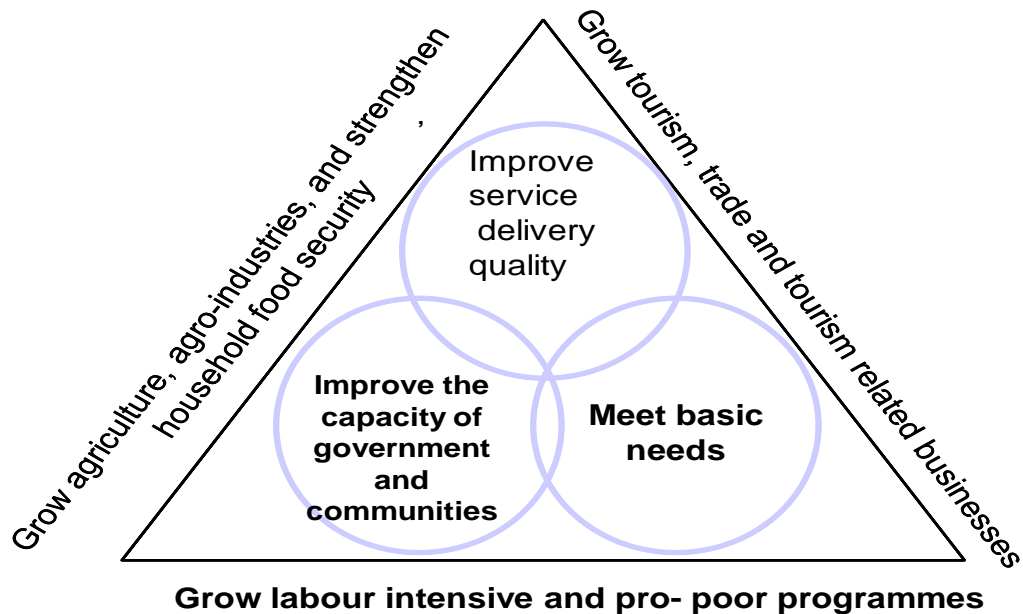 Grow agriculture, agro-industries, and strengthen ,
household food security
Grow tourism, trade and tourism related businesses
Improve
service
delivery
quality
Improve the
capacity of
government
and
communities
Meet basic
needs
Grow labour intensive and pro- poor programmes